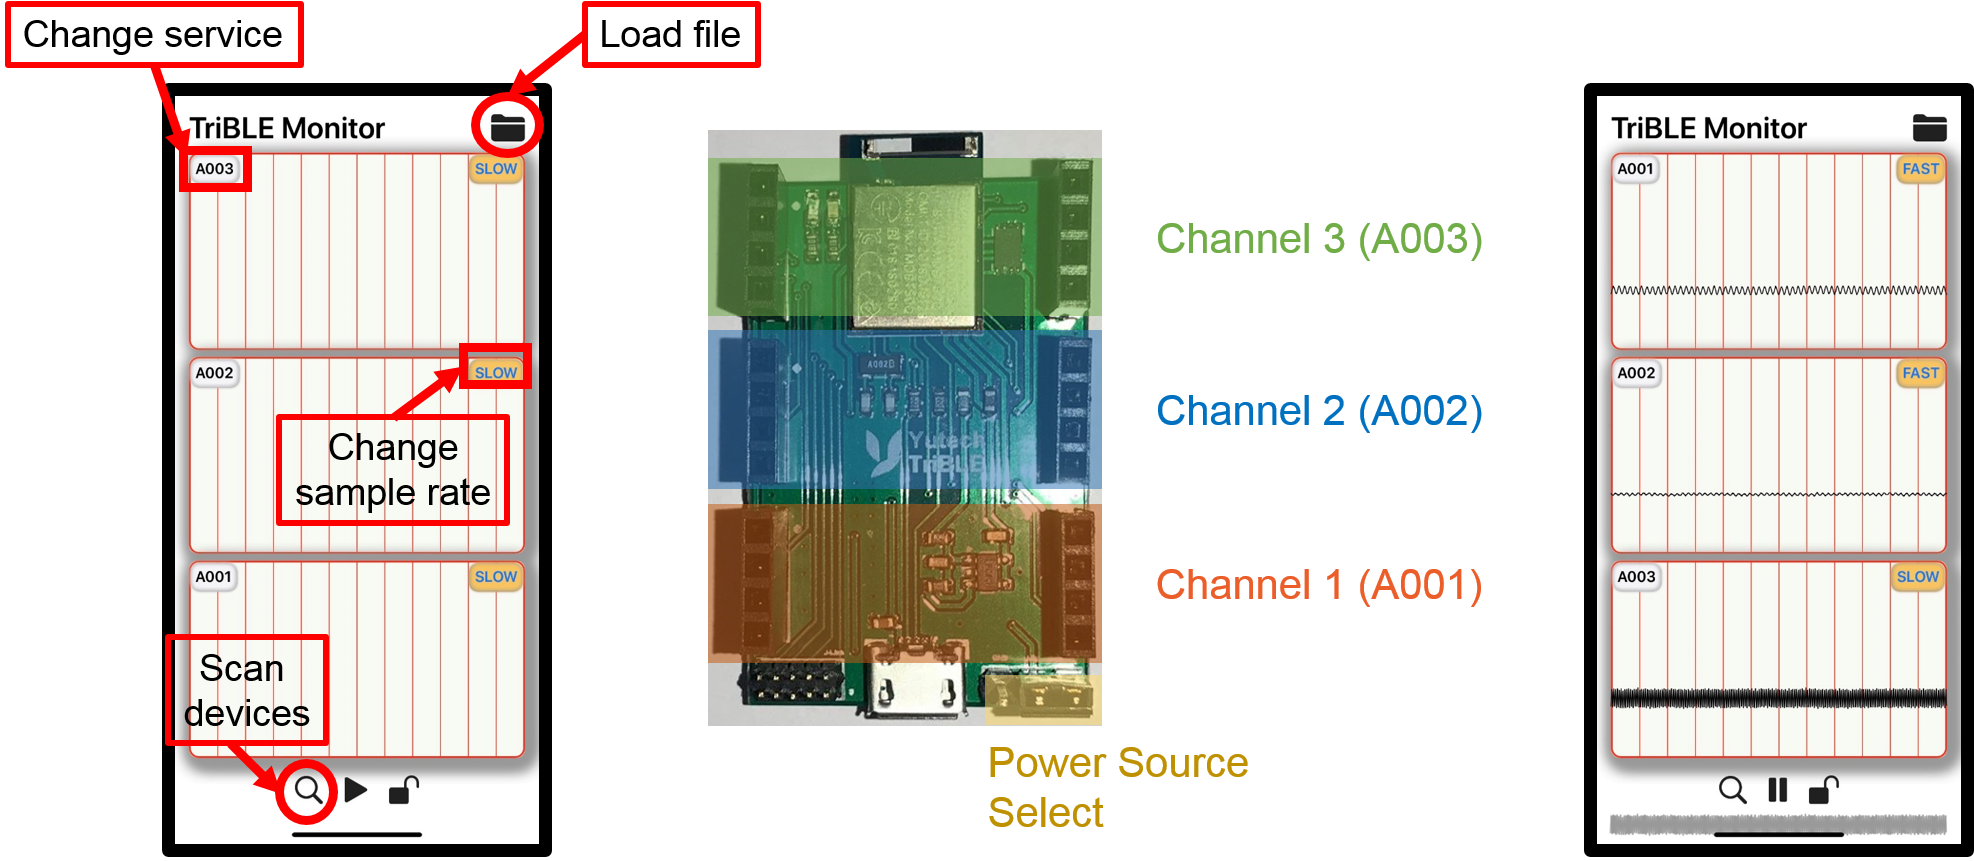 Change service
Load file
TriBLE Monitor
A003
SLOW
A002
SLOW
Change
sample rate
A001
SLOW
Scan
devices
A002
Yutech
TriBLE
Channel 3 (A003)
Channel 2 (A002)
Channel 1 (A001)
Power Source
Select
TriBLE Monitor
A001
FAST
A002
FAST
A003
SLOW